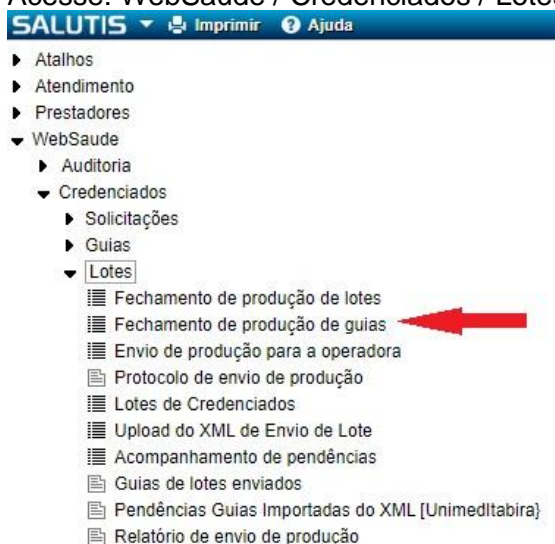 Acesso: WebSaude / Credenciados / Lotes
SALUTIS Imprimir Ajuda
Atalhos
Atendimento
Prestadores
WebSaude
Auditoria
Credenciados
Solicitações
Guias
Lotes
Fechamento de produção de lotes
Fechamento de produção de guias
Envio de produção para a operadora
Protocolo de envio de produção
Lotes de Credenciados
Upload do XML de Envio de Lote
Acompanhamento de pendências
Guias de lotes enviados
Pendências Guias Importadas do XML [UnimedItabira}
Relatório de envio de produção